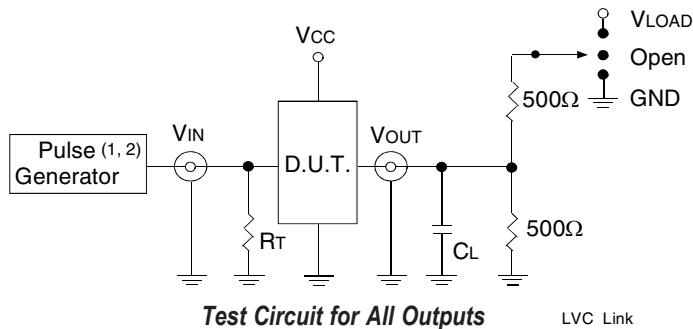 VLOAD
VCC
Open
500Ω
GND
Pulse (1, 2)
Generator
VIN
D.U.T.
VOUT
RT
CL
500Ω
Test Circuit for All Outputs
LVC Link